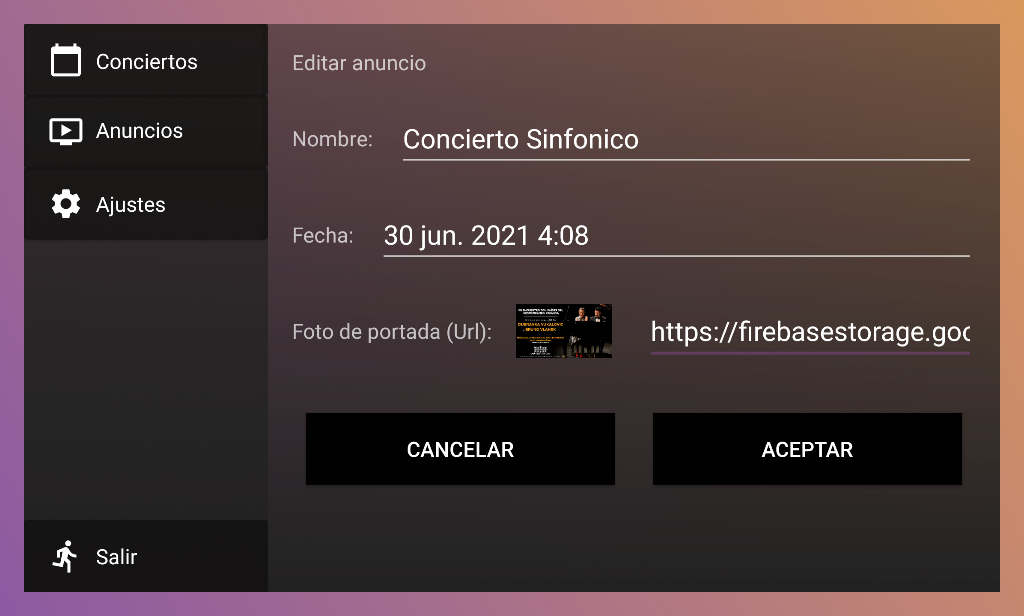 Conciertos
Anuncios
Ajustes
Salir
Editar anuncio
Nombre: Concierto Sinfonico
Fecha: 30 jun. 2021 4:08
Foto de portada (Url): https://firebasestorage.goo
CANCELAR
ACEPTAR